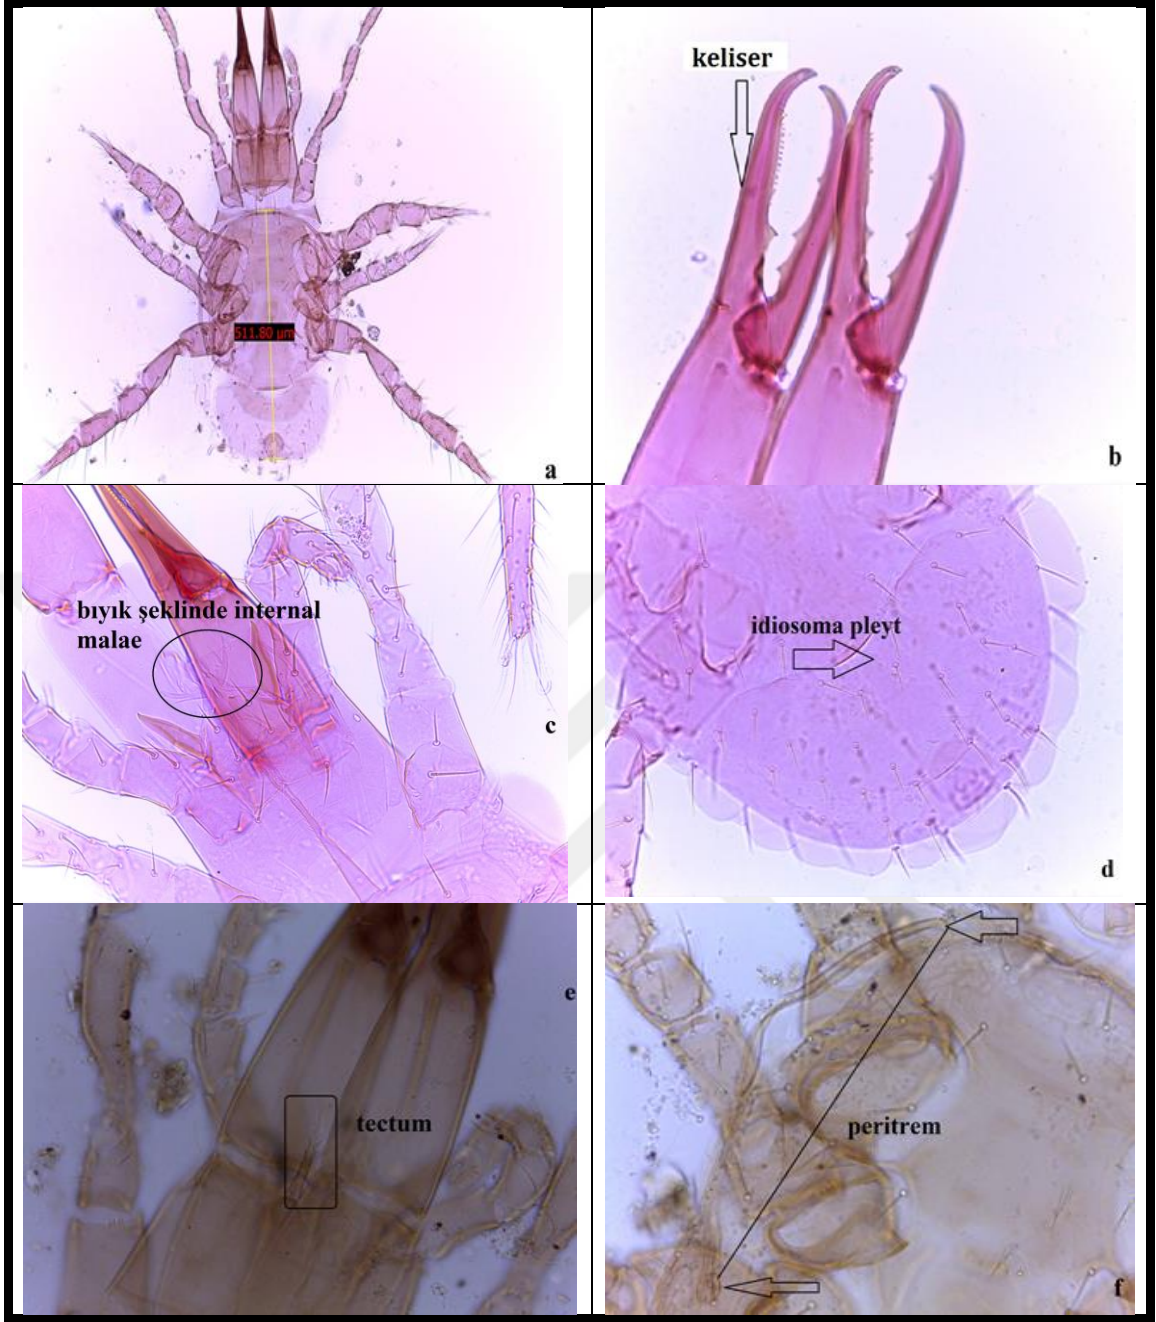 keliser
511.80 µm
a
b
bıyık şeklinde internal
malae
c
idiosoma pleyt
d
e
tectum
peritrem
f